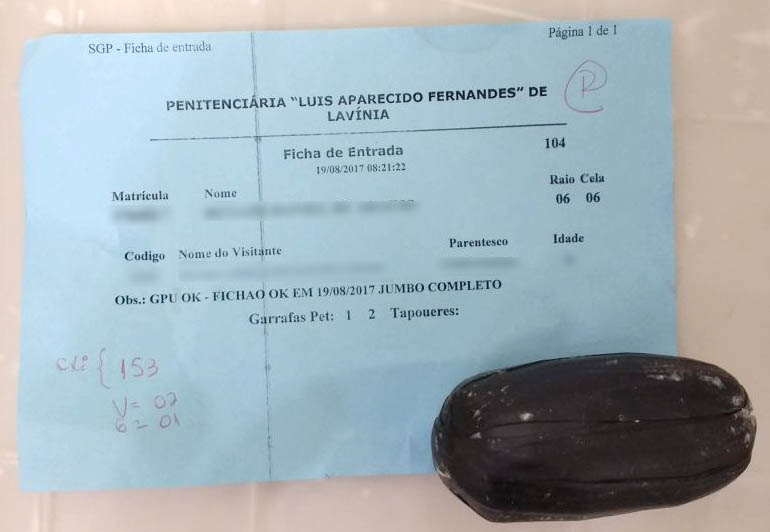 SGP - Ficha de entrada
Página 1 de 1
PENITENCIÁRIA "LUIS APARECIDO FERNANDES" DE
LAVÍNIA
R
Ficha de Entrada
104
19/08/2017 08:21:22
Matrícula Nome Raio Cela
06 06
Codigo Nome do Visitante Parentesco Idade
Obs.: GPU OK - FICHAO OK EM 19/08/2017 JUMBO COMPLETO
Garrafas Pet: 1 2 Tapoueres:
153
V= 02
6= 01